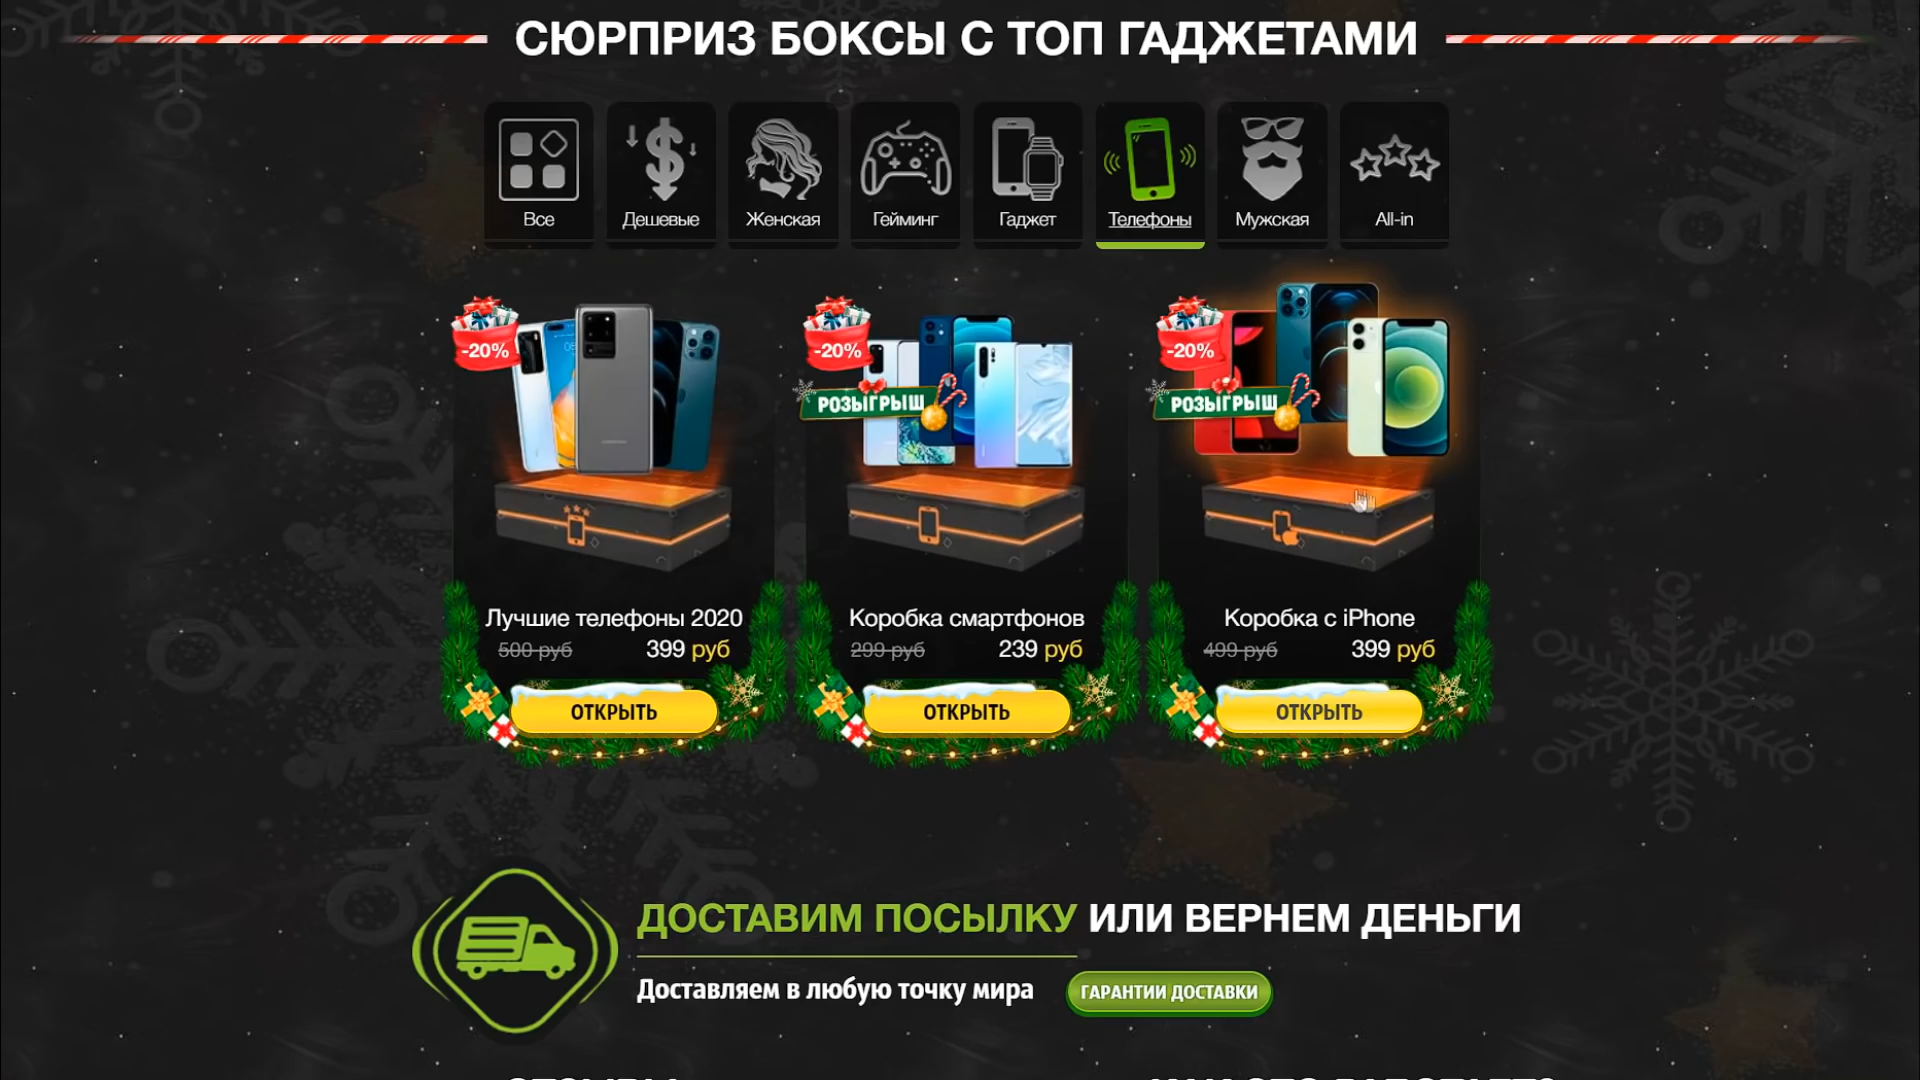 СЮРПРИЗ БОКСЫ С ТОП ГАДЖЕТАМИ
Все
Дешевые
Женская
Гейминг
Гаджет
Телефоны
Мужская
All-in
-20%
-20%
РОЗЫГРЫШ
-20%
РОЗЫГРЫШ
Лучшие телефоны 2020
500 руб 399 руб
ОТКРЫТЬ
Коробка смартфонов
299 руб 239 руб
ОТКРЫТЬ
Коробка с iPhone
499 руб 399 руб
ОТКРЫТЬ
ДОСТАВИМ ПОСЫЛКУ ИЛИ ВЕРНЕМ ДЕНЬГИ
Доставляем в любую точку мира
ГАРАНТИИ ДОСТАВКИ